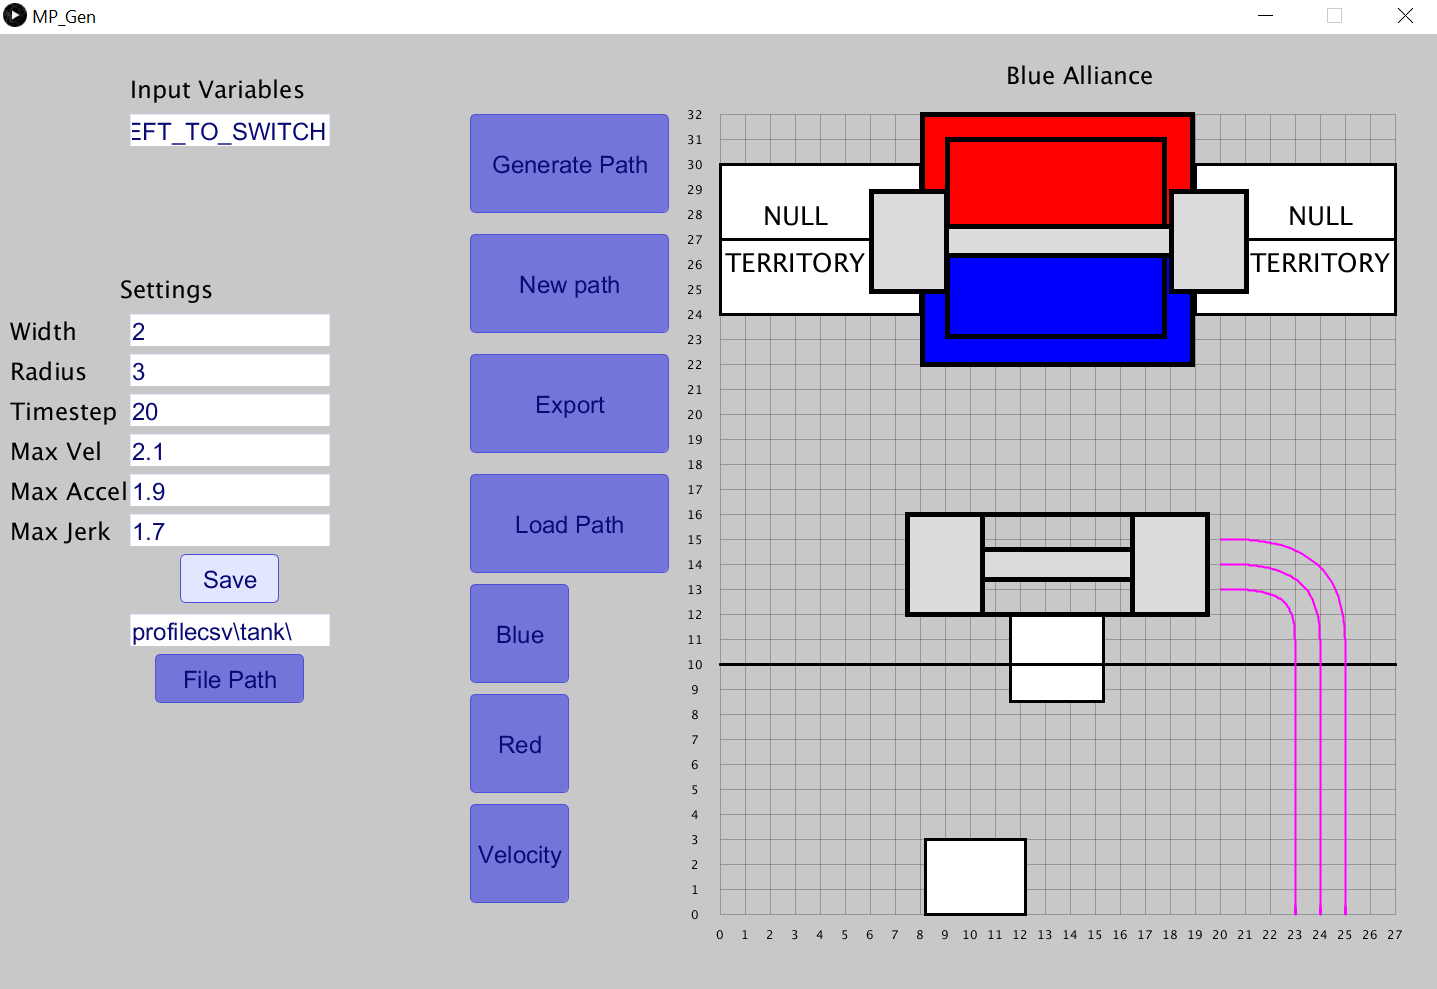 MP_Gen
Input Variables
EFT_TO_SWITCH
Settings
Width 2
Radius 3
Timestep 20
Max Vel 2.1
Max Accel 1.9
Max Jerk 1.7
Save
profilecsv\tank\
File Path
Generate Path
New path
Export
Load Path
Blue
Red
Velocity
Blue Alliance
32
31
30
29
28
27
26
25
24
23
22
21
20
19
18
17
16
15
14
13
12
11
10
9
8
7
6
5
4
3
2
1
0
NULL
TERRITORY
NULL
TERRITORY
0 1 2 3 4 5 6 7 8 9 10 11 12 13 14 15 16 17 18 19 20 21 22 23 24 25 26 27